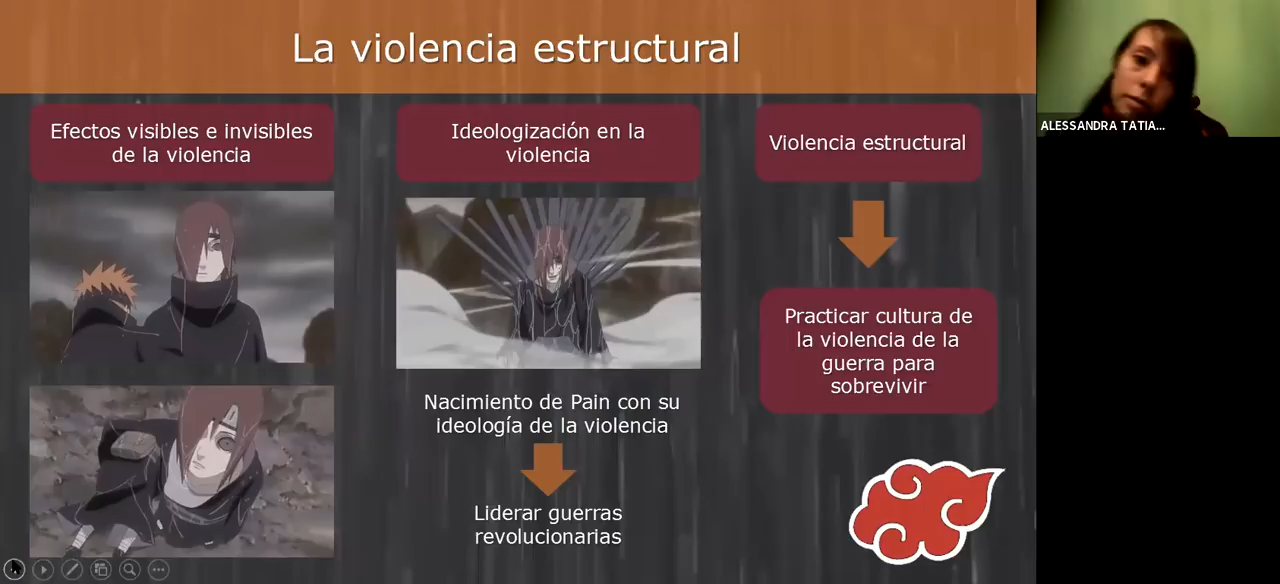 La violencia estructural
Efectos visibles e invisibles
de la violencia
Ideologización en la
violencia
Nacimiento de Pain con su
ideología de la violencia
Liderar guerras
revolucionarias
Violencia estructural
Practicar cultura de
la violencia de la
guerra para
sobrevivir
ALESSANDRA TATIA...